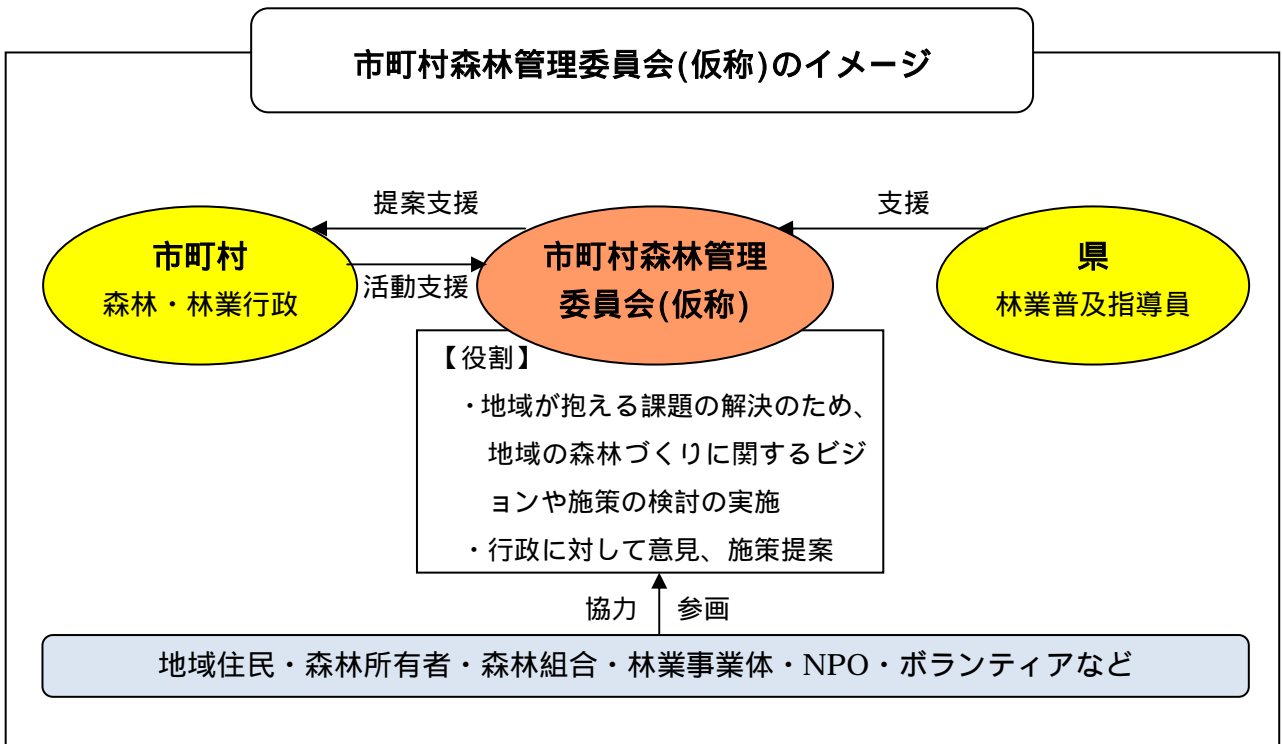 市町村森林管理委員会(仮称)のイメージ
提案支援
支援
市町村
森林・林業行政
活動支援
市町村森林管理
委員会(仮称)
県
林業普及指導員
【役割】
・地域が抱える課題の解決のため、
地域の森林づくりに関するビジ
ョンや施策の検討の実施
・行政に対して意見、施策提案
協力
参画
地域住民・森林所有者・森林組合・林業事業体・NPO・ボランティアなど